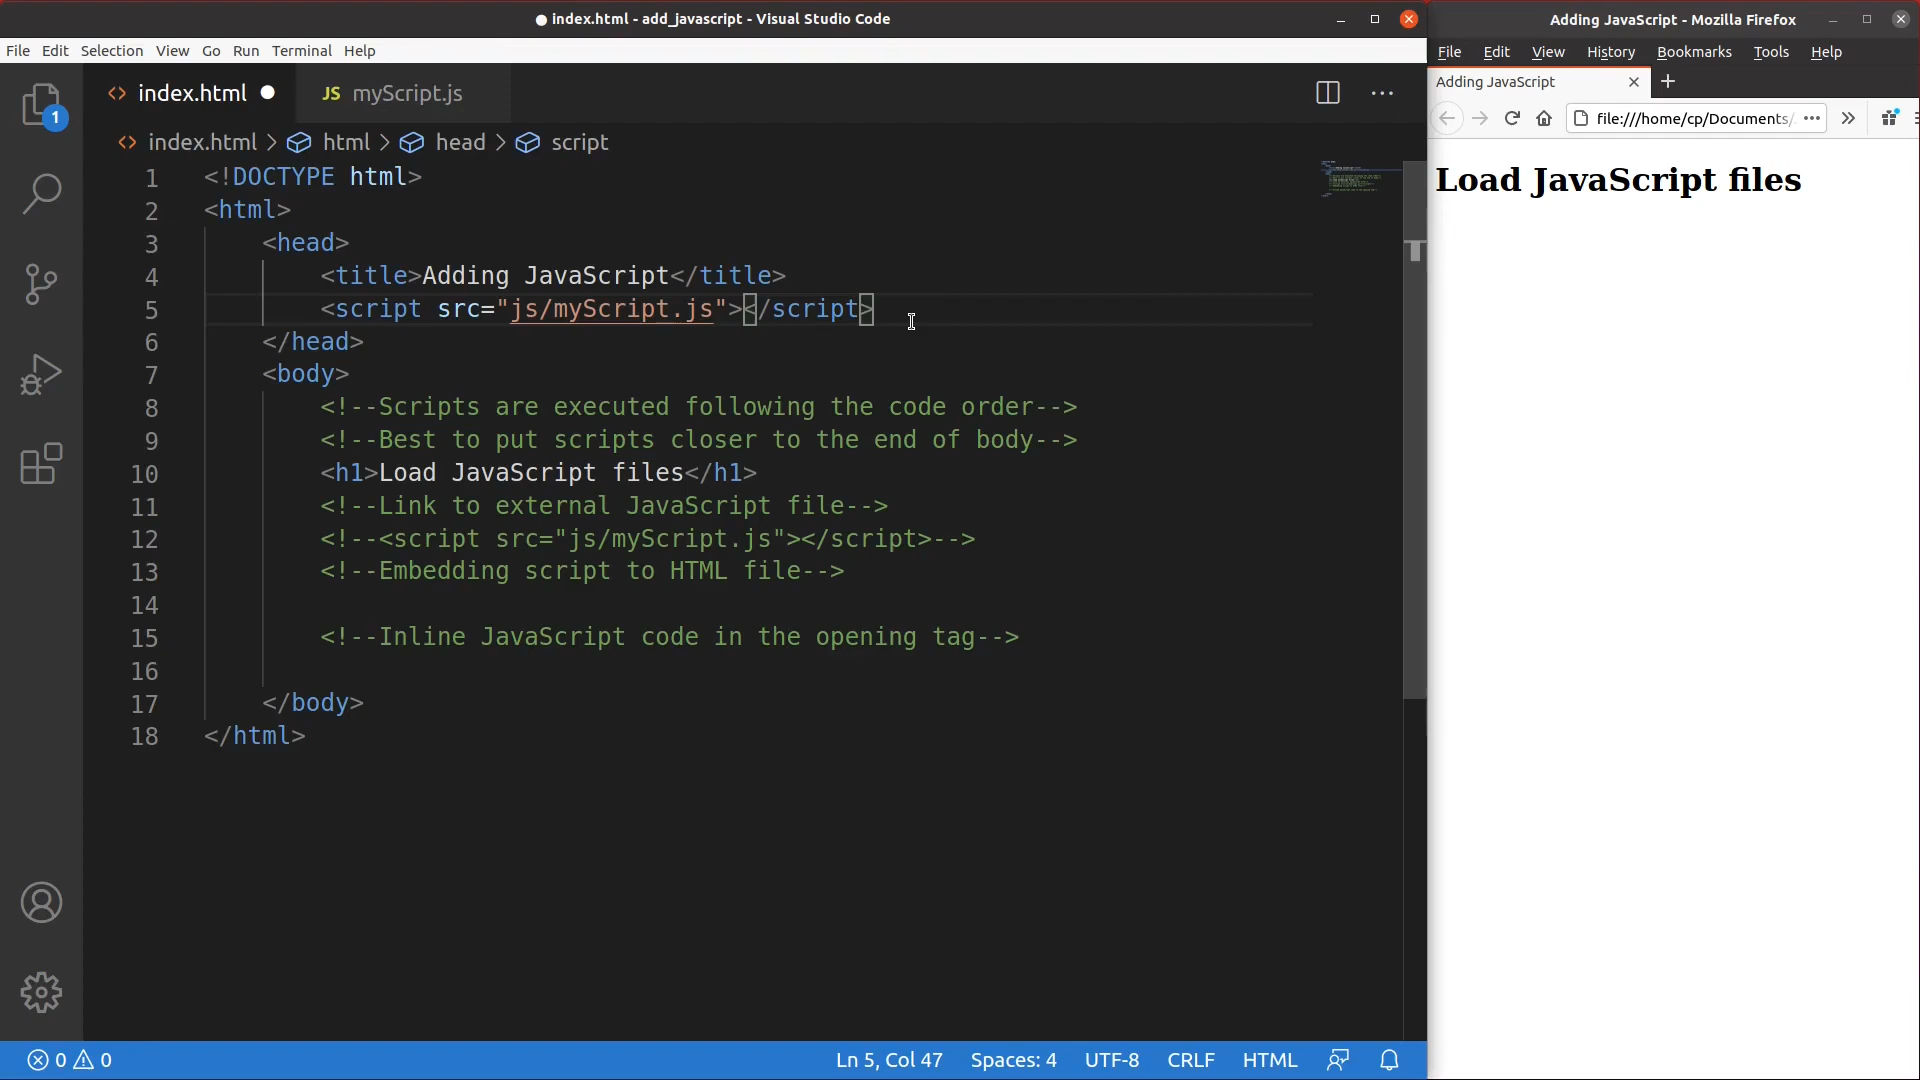 ● index.html - add_javascript - Visual Studio Code
File Edit Selection View Go Run Terminal Help
index.html ● JS myScript.js
index.html > html > head > script
1 <!DOCTYPE html>
2 <html>
3 <head>
4 <title>Adding JavaScript</title>
5 <script src="js/myScript.js"></script>
6 </head>
7 <body>
8 <!--Scripts are executed following the code order-->
9 <!--Best to put scripts closer to the end of body-->
10 <h1>Load JavaScript files</h1>
11 <!--Link to external JavaScript file-->
12 <!--<script src="js/myScript.js"></script>-->
13 <!--Embedding script to HTML file-->
14
15 <!--Inline JavaScript code in the opening tag-->
16
17 </body>
18 </html>
1
0 0
Ln 5, Col 47 Spaces: 4 UTF-8 CRLF HTML
Adding JavaScript - Mozilla Firefox
File Edit View History Bookmarks Tools Help
Adding JavaScript
file:///home/cp/Documents/
Load JavaScript files